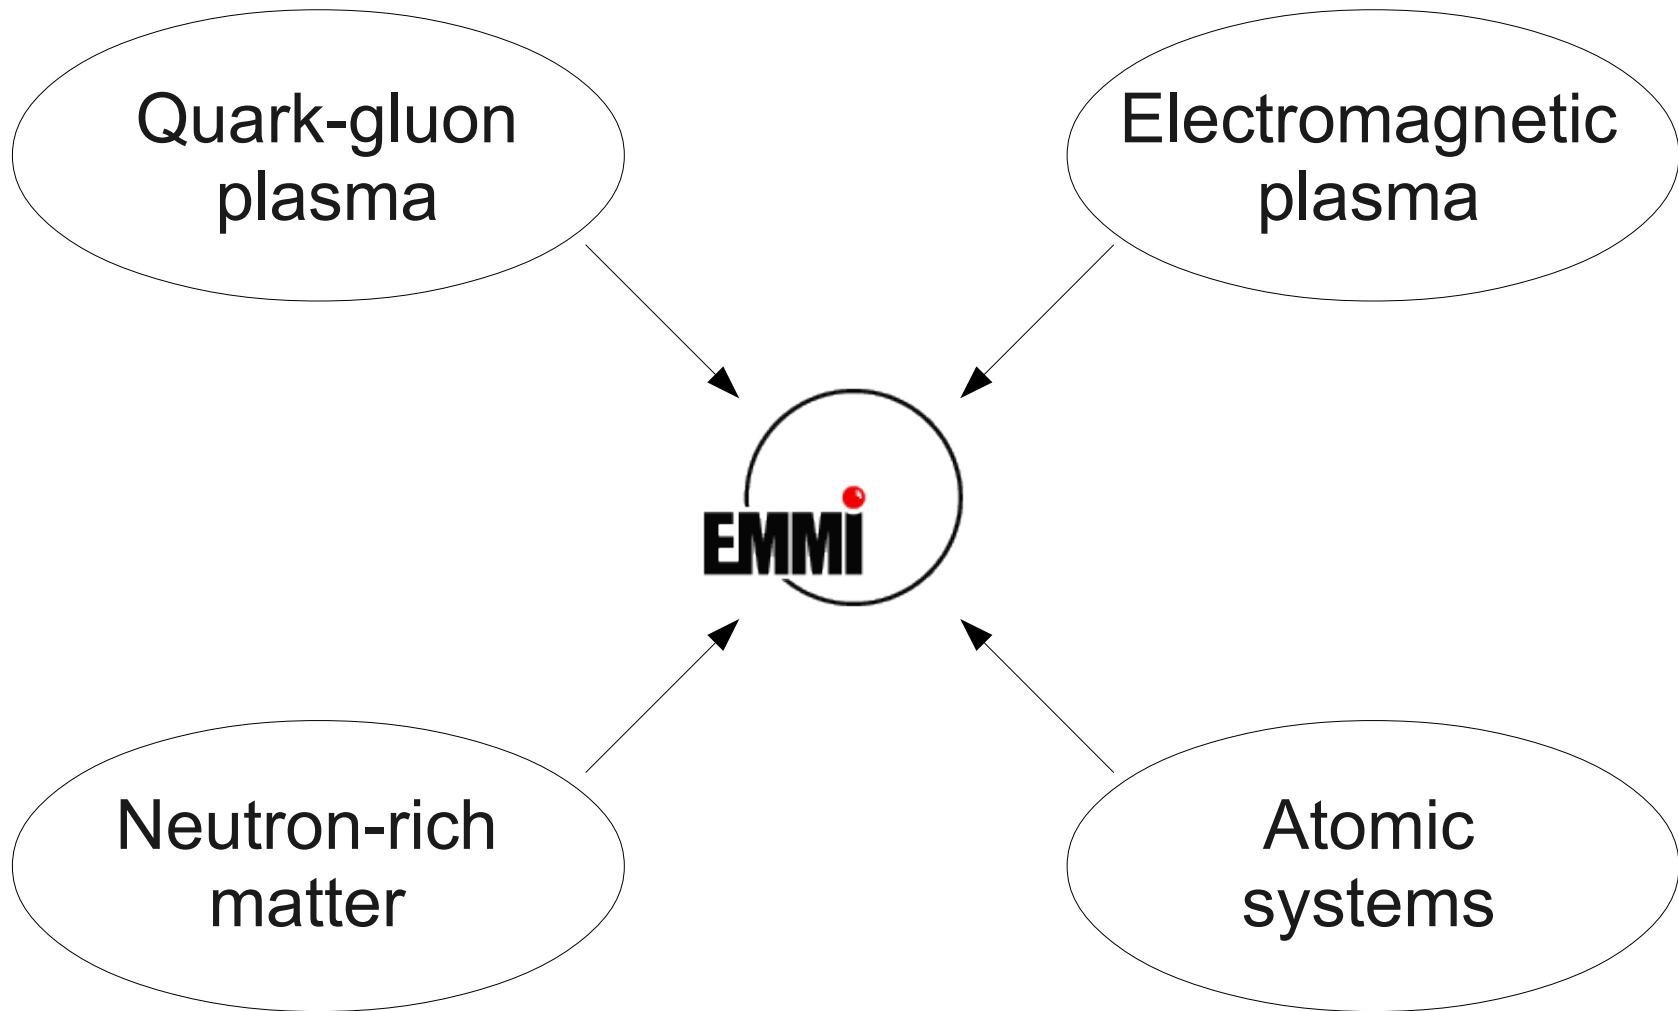 Quark-gluon
plasma
Electromagnetic
plasma
EMMi
Neutron-rich
matter
Atomic
systems